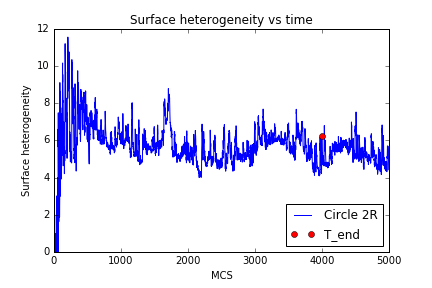 Surface heterogeneity vs time
Surface heterogeneity
12
10
8
6
4
2
0
0 1000 2000 3000 4000 5000
MCS
Circle 2R
T_end